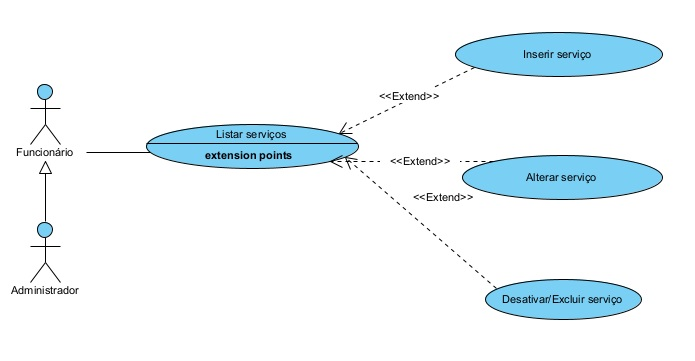 Inserir serviço
<<Extend>>
Listar serviços
extension points
Funcionário
<<Extend>>
Alterar serviço
<<Extend>>
Administrador
Desativar/Excluir serviço